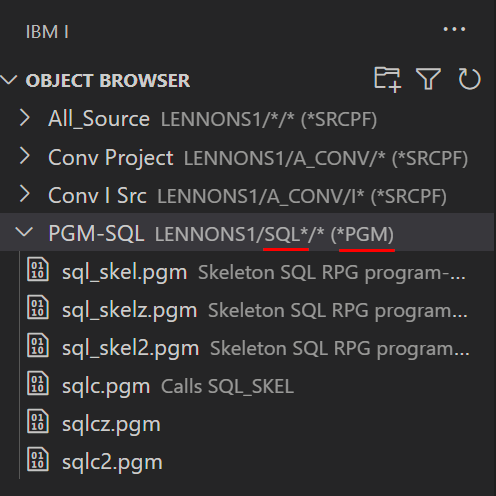 IBM I
OBJECT BROWSER
All_Source LENNONS1/*/* (*SRCPF)
Conv Project LENNONS1/A_CONV/* (*SRCPF)
Conv I Src LENNONS1/A_CONV/I* (*SRCPF)
PGM-SQL LENNONS1/SQL*/* (*PGM)
sql_skel.pgm Skeleton SQL RPG program-...
sql_skelz.pgm Skeleton SQL RPG program...
sql_skel2.pgm Skeleton SQL RPG program...
sqlc.pgm Calls SQL_SKEL
sqlcz.pgm
sqlc2.pgm